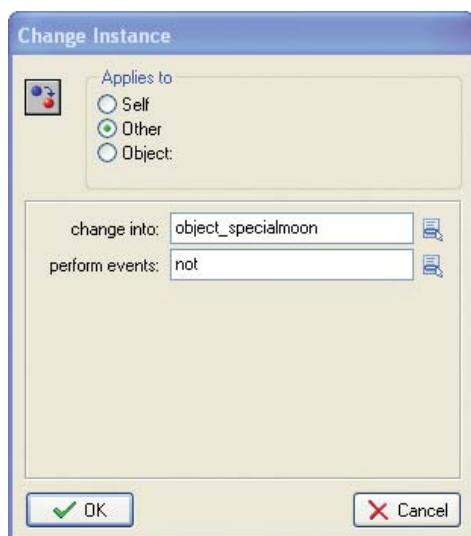 Change Instance
Applies to
Self
Other
Object:
change into: object_specialmoon
perform events: not
OK Cancel